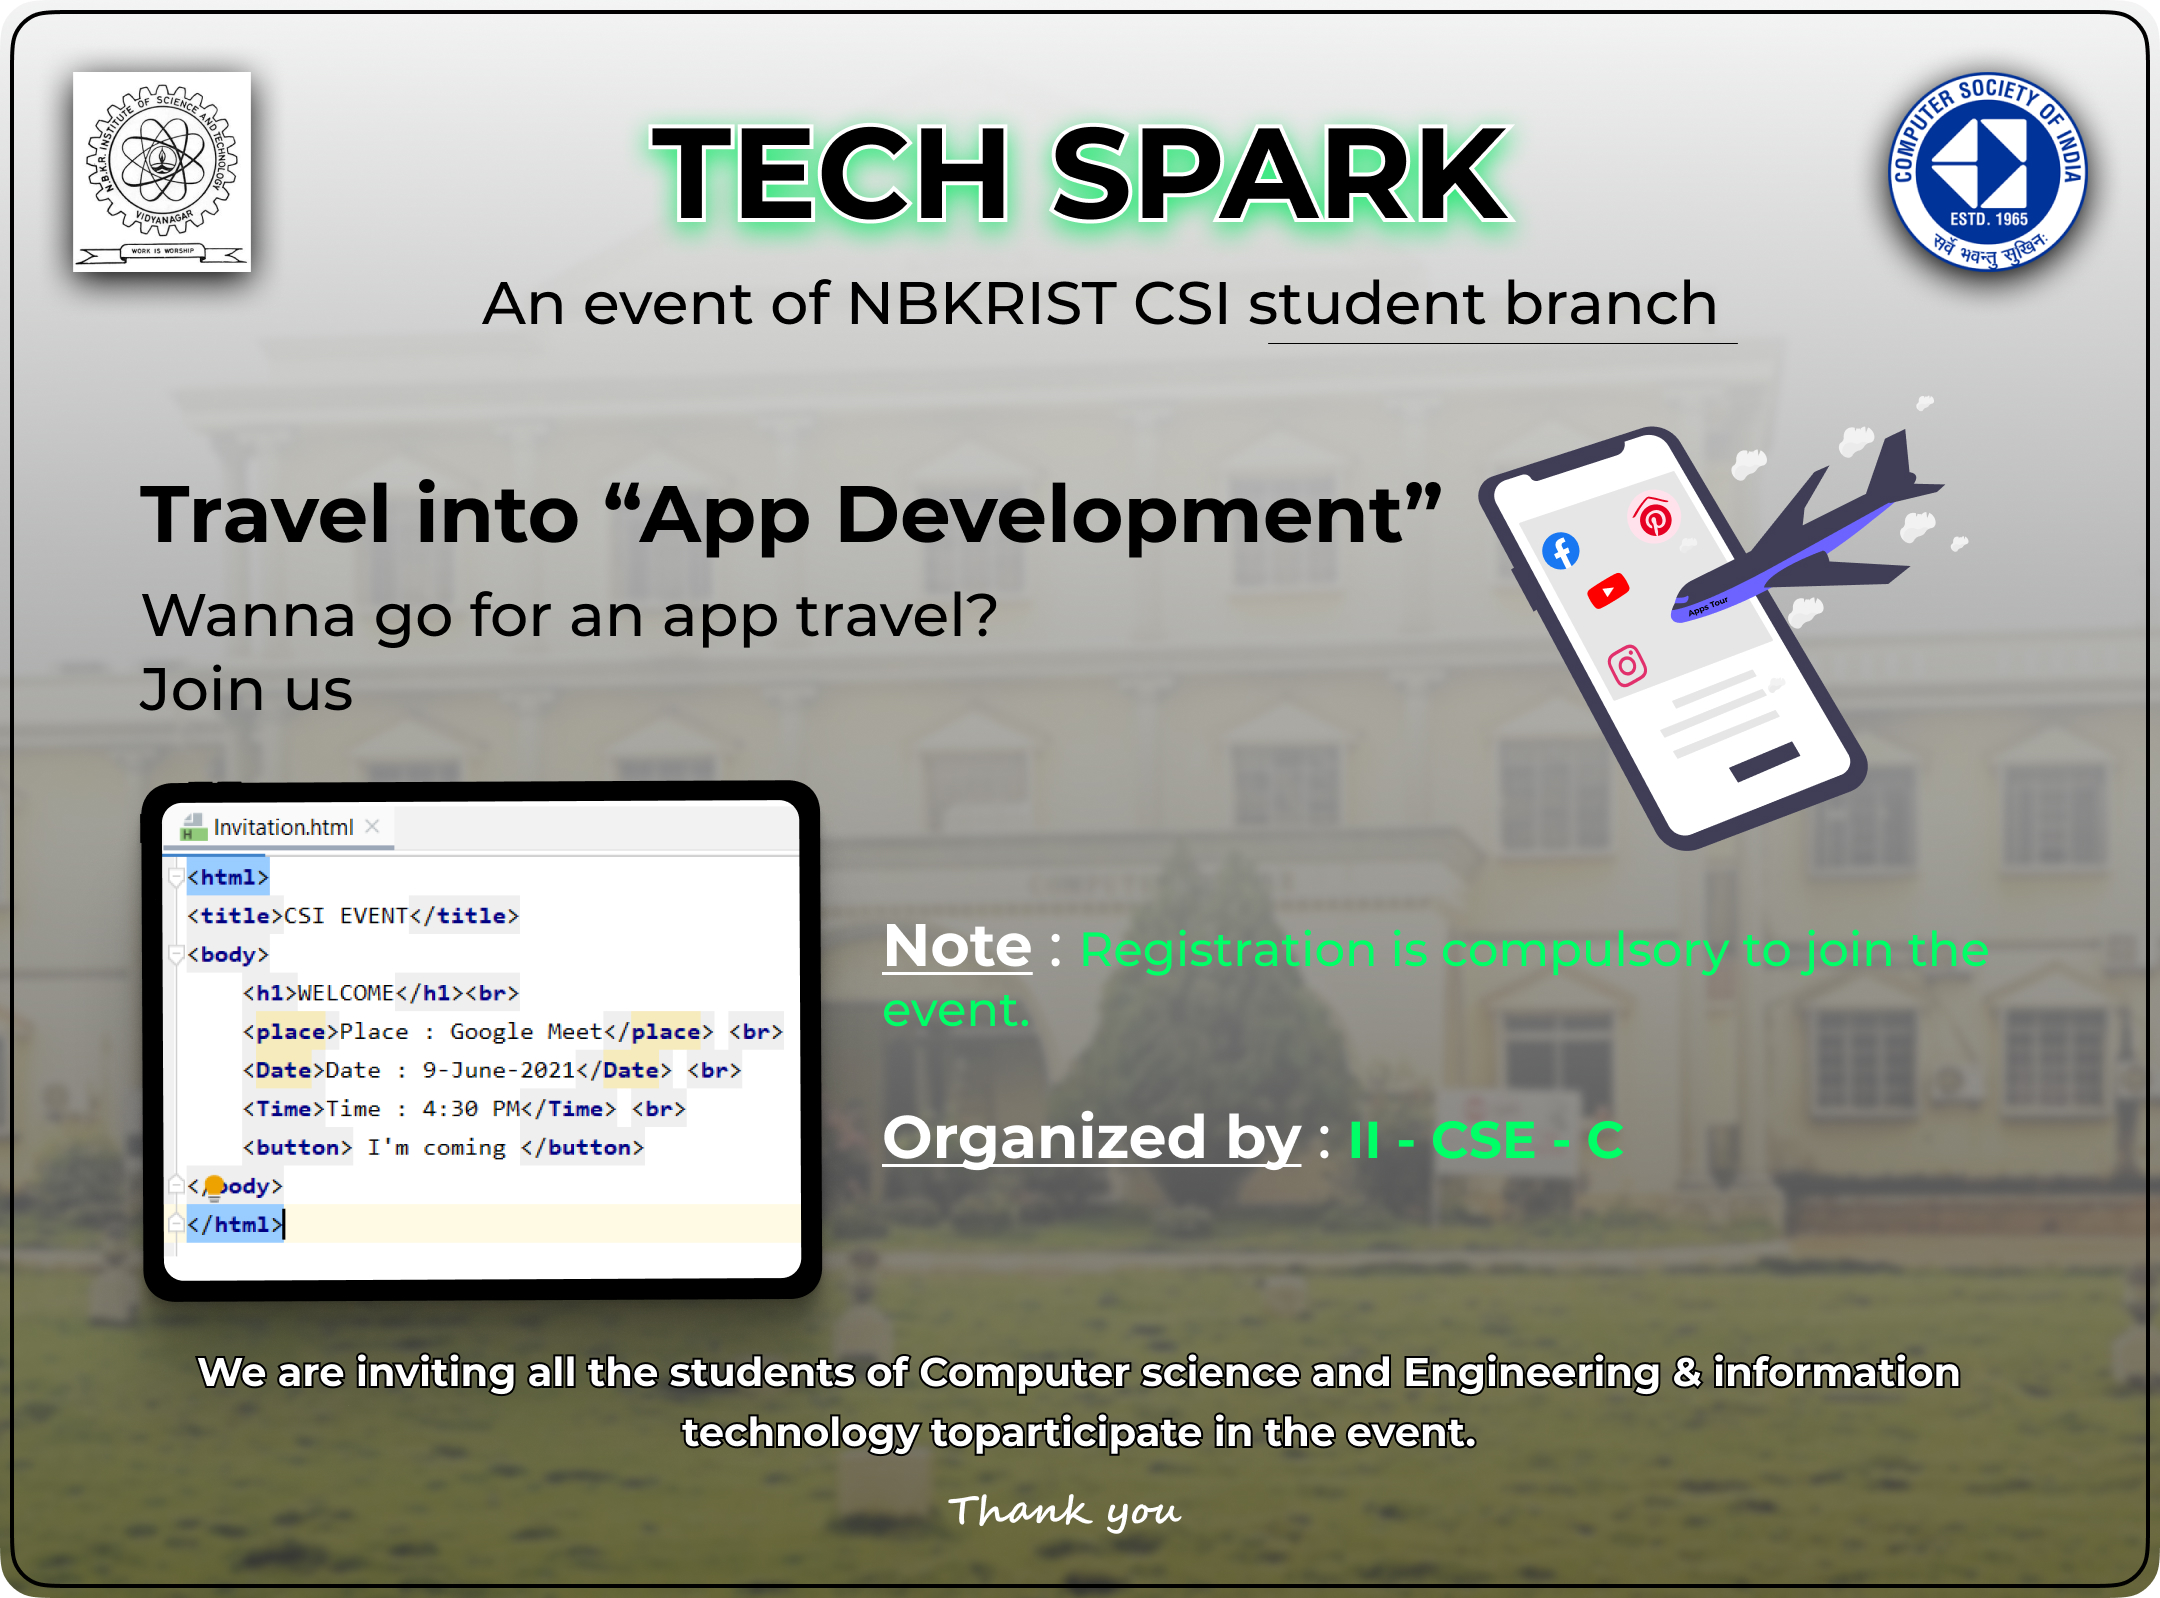 N.B.K.R. INSTITUTE OF SCIENCE AND TECHNOLOGY
VIDYANAGAR
WORK IS WORSHIP
COMPUTER SOCIETY OF INDIA
ESTD. 1965
सर्वे भवन्तु सुखिनः
TECH SPARK
An event of NBKRIST CSI student branch
Travel into “App Development”
Wanna go for an app travel?
Join us
Apps Tour
Invitation.html
<html>
<title>CSI EVENT</title>
<body>
<h1>WELCOME</h1><br>
<place>Place : Google Meet</place> <br>
<Date>Date : 9-June-2021</Date> <br>
<Time>Time : 4:30 PM</Time> <br>
<button> I'm coming </button>
</body>
</html>
Note : Registration is compulsory to join the
event.
Organized by : II - CSE - C
We are inviting all the students of Computer science and Engineering & information
technology toparticipate in the event.
Thank you